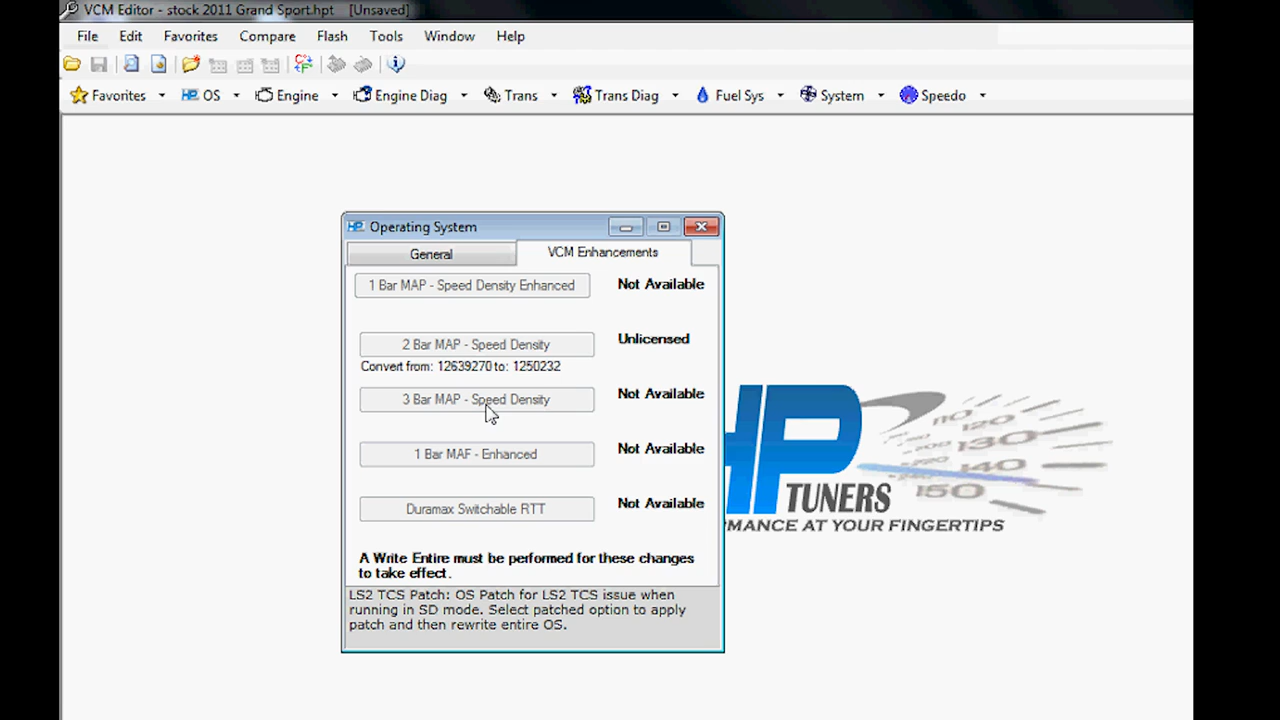 VCM Editor - stock 2011 Grand Sport.hpt [Unsaved]
File Edit Favorites Compare Flash Tools Window Help
Favorites OS Engine Engine Diag Trans Trans Diag Fuel Sys System Speedo
Operating System
General VCM Enhancements
1 Bar MAP - Speed Density Enhanced Not Available
2 Bar MAP - Speed Density Unlicensed
Convert from: 12639270 to: 1250232
3 Bar MAP - Speed Density Not Available
1 Bar MAF - Enhanced Not Available
Duramax Switchable RTT Not Available
A Write Entire must be performed for these changes
to take effect.
LS2 TCS Patch: OS Patch for LS2 TCS issue when
running in SD mode. Select patched option to apply
patch and then rewrite entire OS.
HP
TUNERS
RMANCE AT YOUR FINGERTIPS
110
120
130
140
150